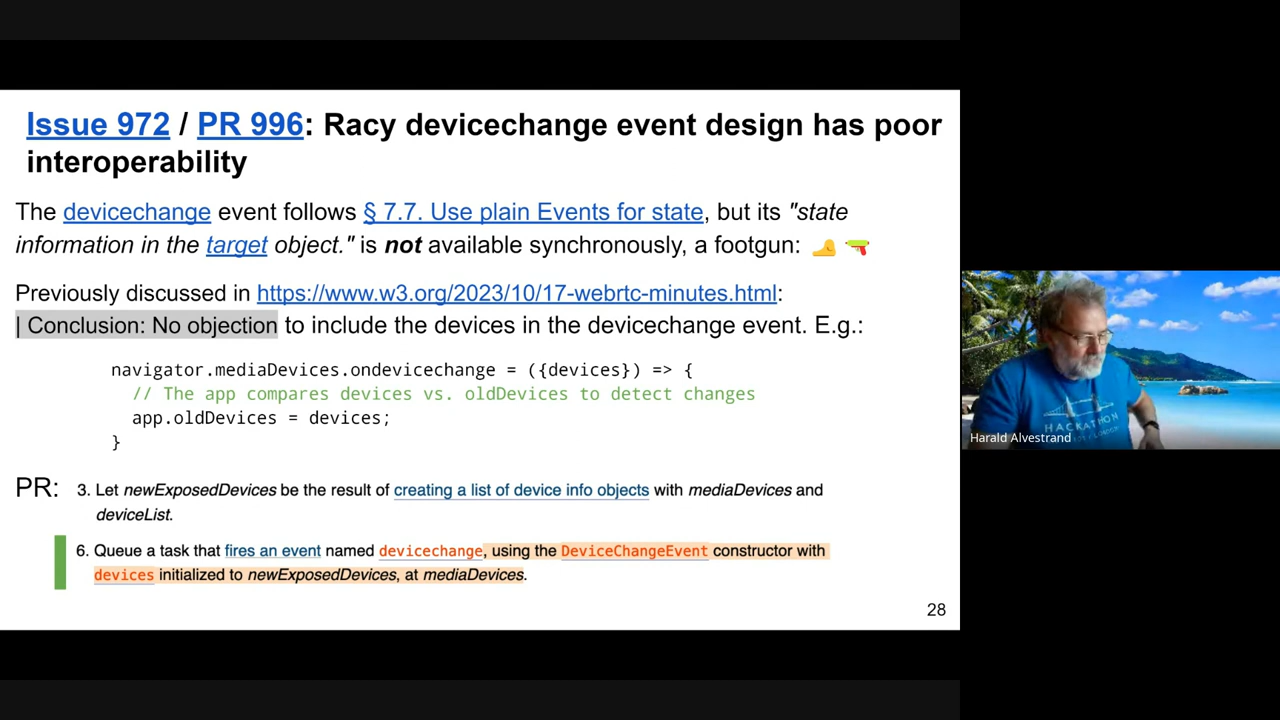 Issue 972 / PR 996: Racy devicechange event design has poor
interoperability
The devicechange event follows § 7.7. Use plain Events for state, but its "state
information in the target object." is not available synchronously, a footgun: 🦶 🔫
Previously discussed in https://www.w3.org/2023/10/17-webrtc-minutes.html:
| Conclusion: No objection to include the devices in the devicechange event. E.g.:
navigator.mediaDevices.ondevicechange = ({devices}) => {
// The app compares devices vs. oldDevices to detect changes
app.oldDevices = devices;
}
PR: 3. Let newExposedDevices be the result of creating a list of device info objects with mediaDevices and
deviceList.
6. Queue a task that fires an event named devicechange, using the DeviceChangeEvent constructor with
devices initialized to newExposedDevices, at mediaDevices.
28
HACKATHON
Harald Alvestrand